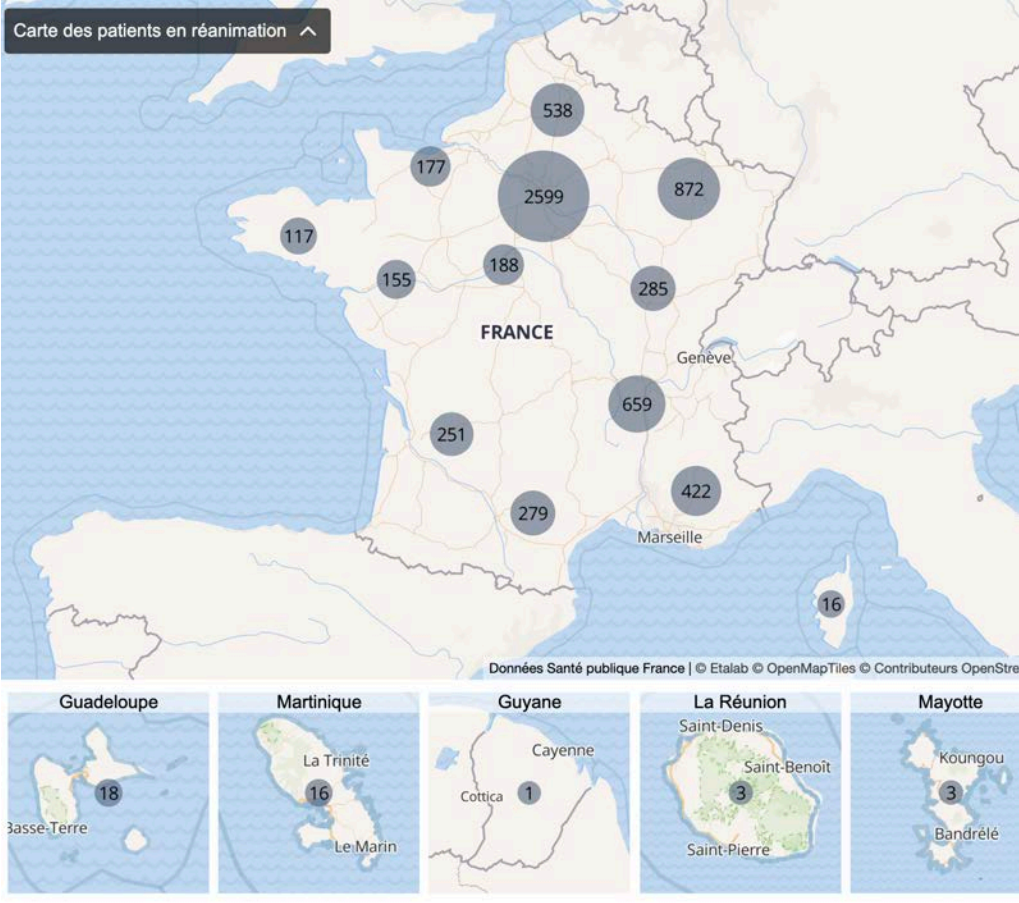 Carte des patients en réanimation
538
177
2599
872
117
188
155
285
FRANCE
Genève
659
251
422
279
Marseille
16
Données Santé publique France | © Etalab © OpenMapTiles © Contributeurs OpenStre
Guadeloupe
18
Basse-Terre
Martinique
La Trinité
16
Le Marin
Guyane
Cayenne
Cottica
1
La Réunion
Saint-Denis
Saint-Benoît
3
Saint-Pierre
Mayotte
Koungou
3
Bandrélé